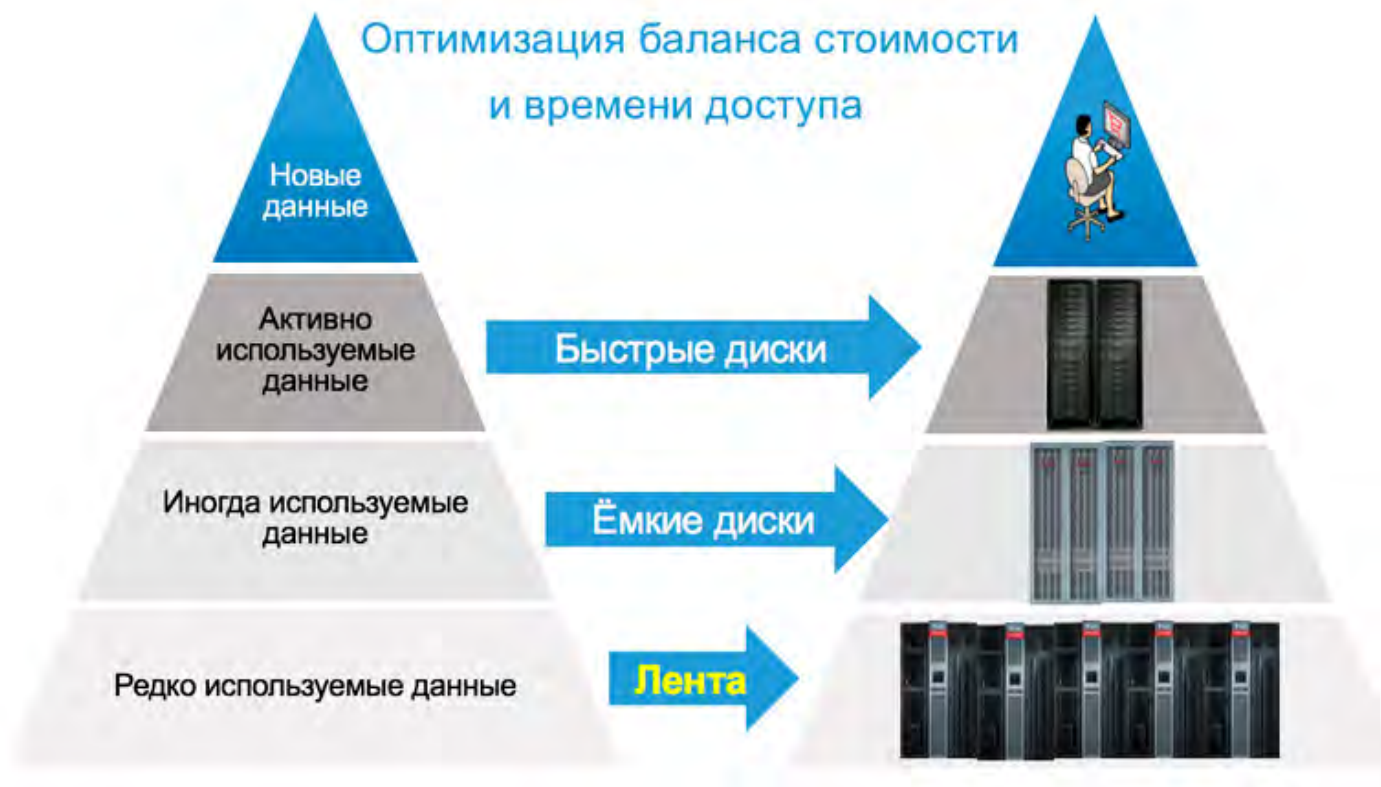 Оптимизация баланса стоимости
и времени доступа
Новые
данные
Активно
используемые
данные
Быстрые диски
Иногда используемые
данные
Ёмкие диски
Редко используемые данные
Лента